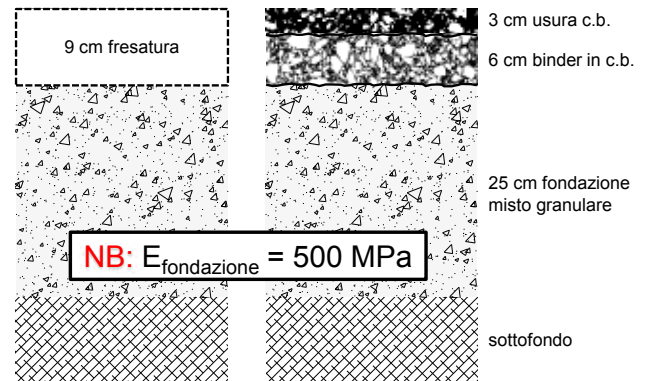 9 cm fresatura
3 cm usura c.b.
6 cm binder in c.b.
25 cm fondazione
misto granulare
NB: Efondazione = 500 MPa
sottofondo